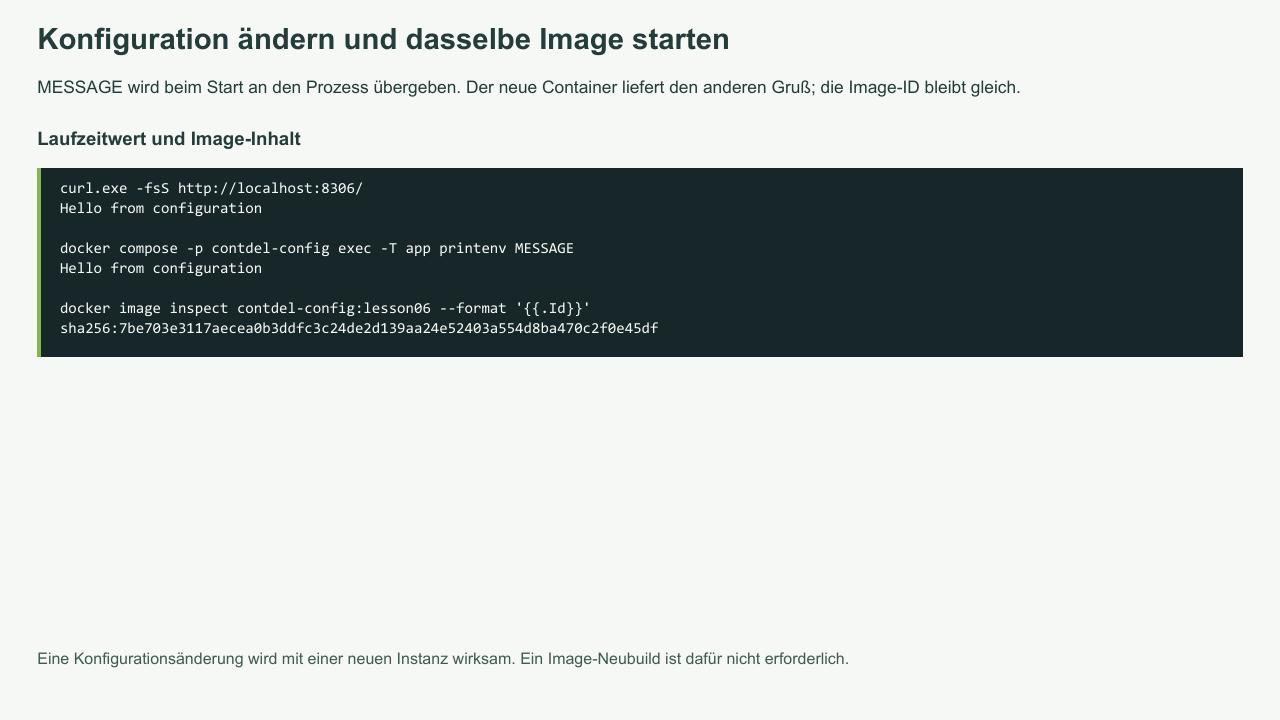 Konfiguration ändern und dasselbe Image starten
MESSAGE wird beim Start an den Prozess übergeben. Der neue Container liefert den anderen Gruß; die Image-ID bleibt gleich.
Laufzeitwert und Image-Inhalt
curl.exe -fsS http://localhost:8306/
Hello from configuration
docker compose -p contdel-config exec -T app printenv MESSAGE
Hello from configuration
docker image inspect contdel-config:lesson06 --format '{{.Id}}'
sha256:7be703e3117aecea0b3ddfc3c24de2d139aa24e52403a554d8ba470c2f0e45df
Eine Konfigurationsänderung wird mit einer neuen Instanz wirksam. Ein Image-Neubuild ist dafür nicht erforderlich.